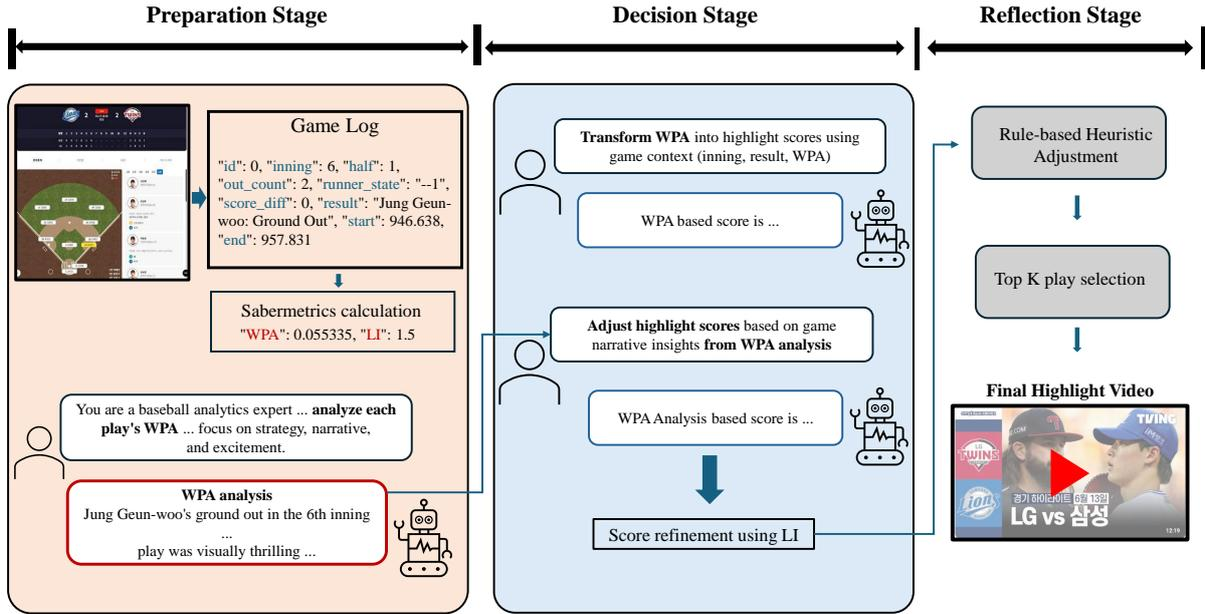 Preparation Stage
Decision Stage
Reflection Stage
2
2
TWINS
Game Log
"id": 0, "inning": 6, "half": 1,
"out_count": 2, "runner_state": "--1",
"score_diff": 0, "result": "Jung Geun-
woo: Ground Out", "start": 946.638,
"end": 957.831
Sabermetrics calculation
"WPA": 0.055335, "LI": 1.5
You are a baseball analytics expert ... analyze each
play's WPA ... focus on strategy, narrative,
and excitement.
WPA analysis
Jung Geun-woo's ground out in the 6th inning
...
play was visually thrilling ...
Transform WPA into highlight scores using
game context (inning, result, WPA)
WPA based score is ...
Adjust highlight scores based on game
narrative insights from WPA analysis
WPA Analysis based score is ...
Score refinement using LI
Rule-based Heuristic
Adjustment
Top K play selection
Final Highlight Video
TVING
LG
TWINS
Lions
경기 하이라이트 6월 13일
LG vs 삼성
12:19